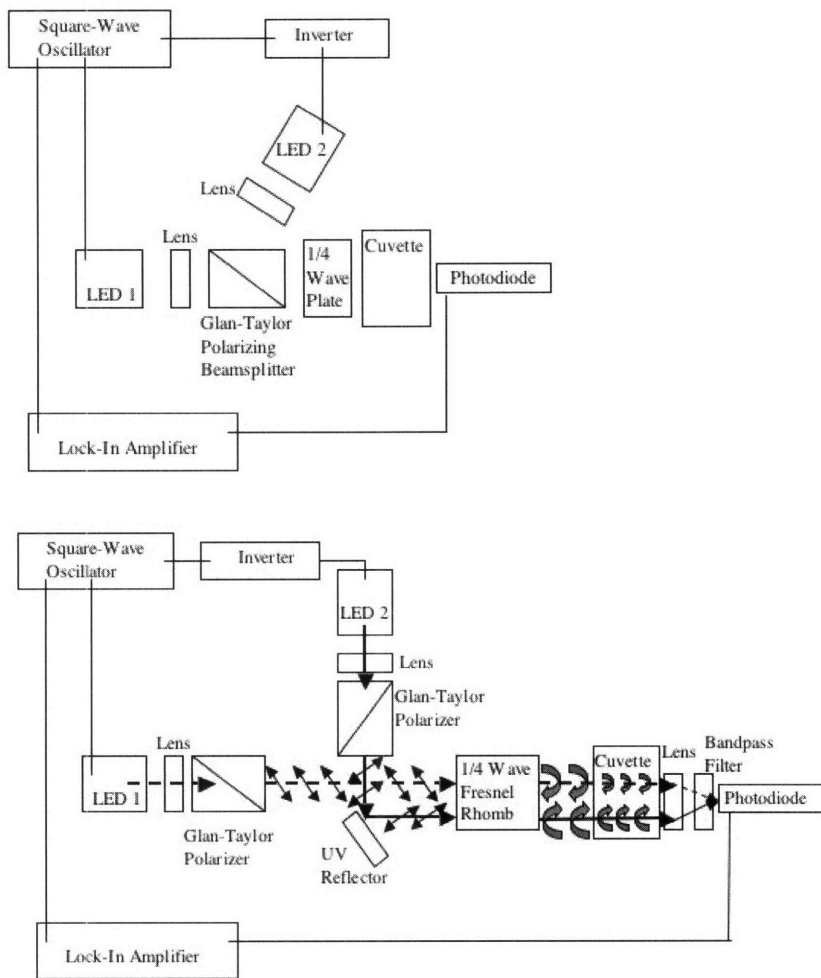 Square-Wave
Oscillator
Inverter
LED 2
Lens
Lens
LED 1
1/4
Wave
Plate
Cuvette
Photodiode
Glan-Taylor
Polarizing
Beamsplitter
Lock-In Amplifier
Square-Wave
Oscillator
Inverter
LED 2
Lens
Glan-Taylor
Polarizer
Lens
LED 1
Glan-Taylor
Polarizer
UV
Reflector
1/4 Wave
Fresnel
Rhomb
Cuvette
Lens
Bandpass
Filter
Photodiode
Lock-In Amplifier